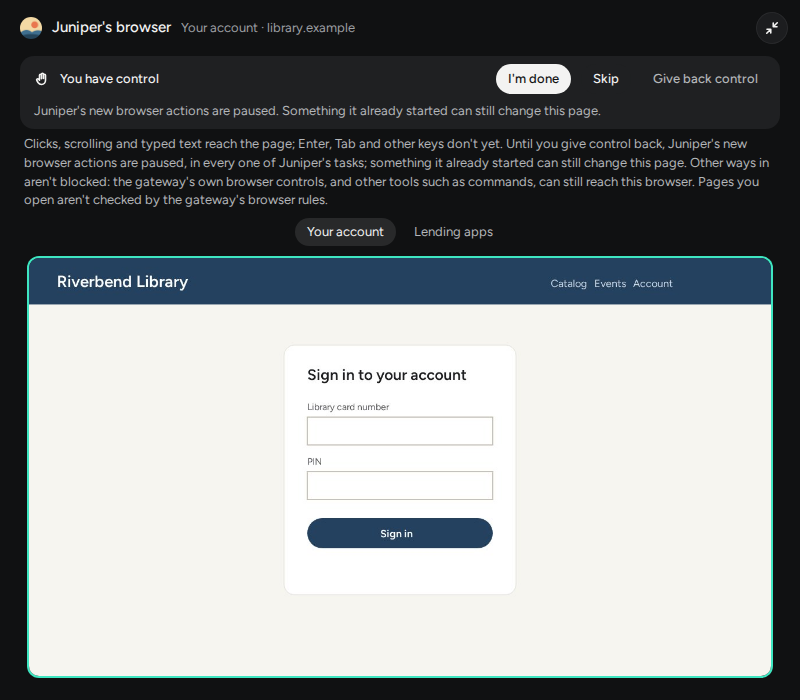 Juniper's browser Your account · library.example
You have control
I'm done Skip Give back control
Juniper's new browser actions are paused. Something it already started can still change this page.
Clicks, scrolling and typed text reach the page; Enter, Tab and other keys don't yet. Until you give control back, Juniper's new
browser actions are paused, in every one of Juniper's tasks; something it already started can still change this page. Other ways in
aren't blocked: the gateway's own browser controls, and other tools such as commands, can still reach this browser. Pages you
open aren't checked by the gateway's browser rules.
Your account Lending apps
Riverbend Library
Catalog Events Account
Sign in to your account
Library card number
PIN
Sign in